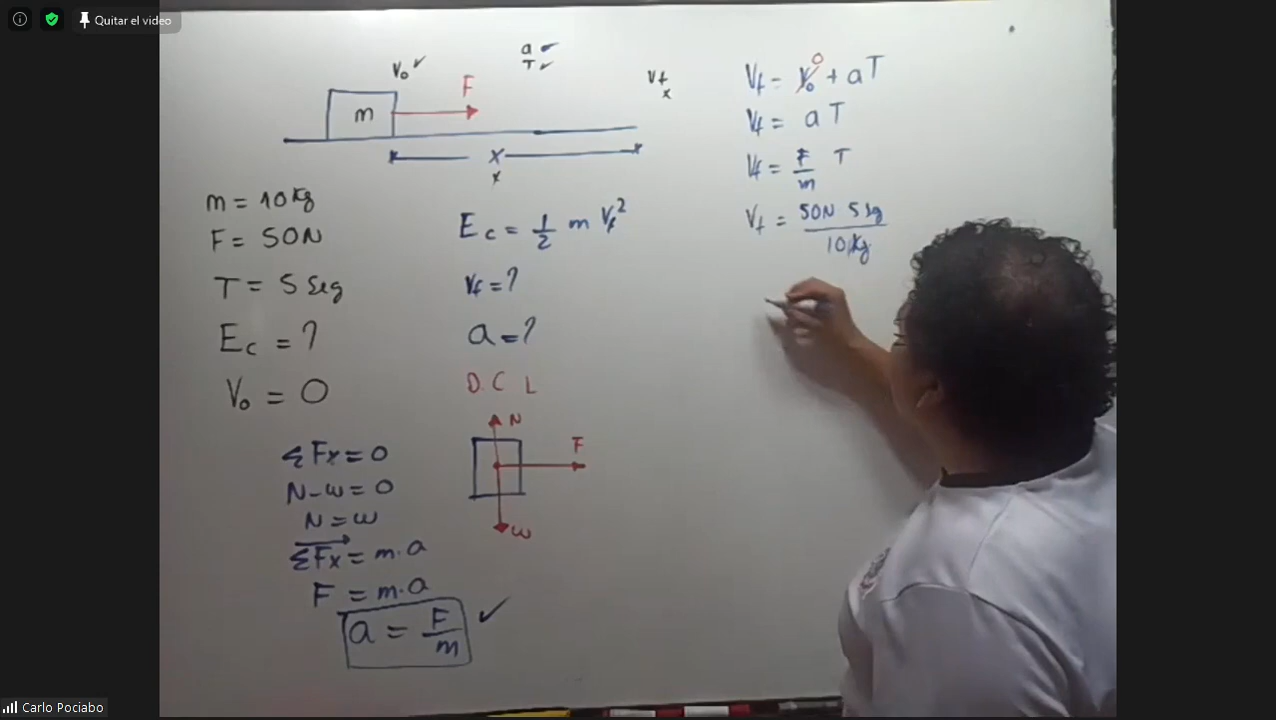 Quitar el video
V₀ ✓
a ✓
T ✓
Vf
x
F
m
X
x
m = 10 Kg
F = 50N
T = 5 Seg
Ec = ?
V₀ = 0
ΣFx = 0
N - w = 0
N = w
ΣFx = m.a
F = m.a
a = F/m ✓
Ec = 1/2 m Vf²
Vf = ?
a = ?
D.C L
N
F
w
Vf = V₀ 0 + aT
Vf = a T
Vf = F/m T
Vf = 50N 5 Sg / 10 Kg
Carlo Pociabo